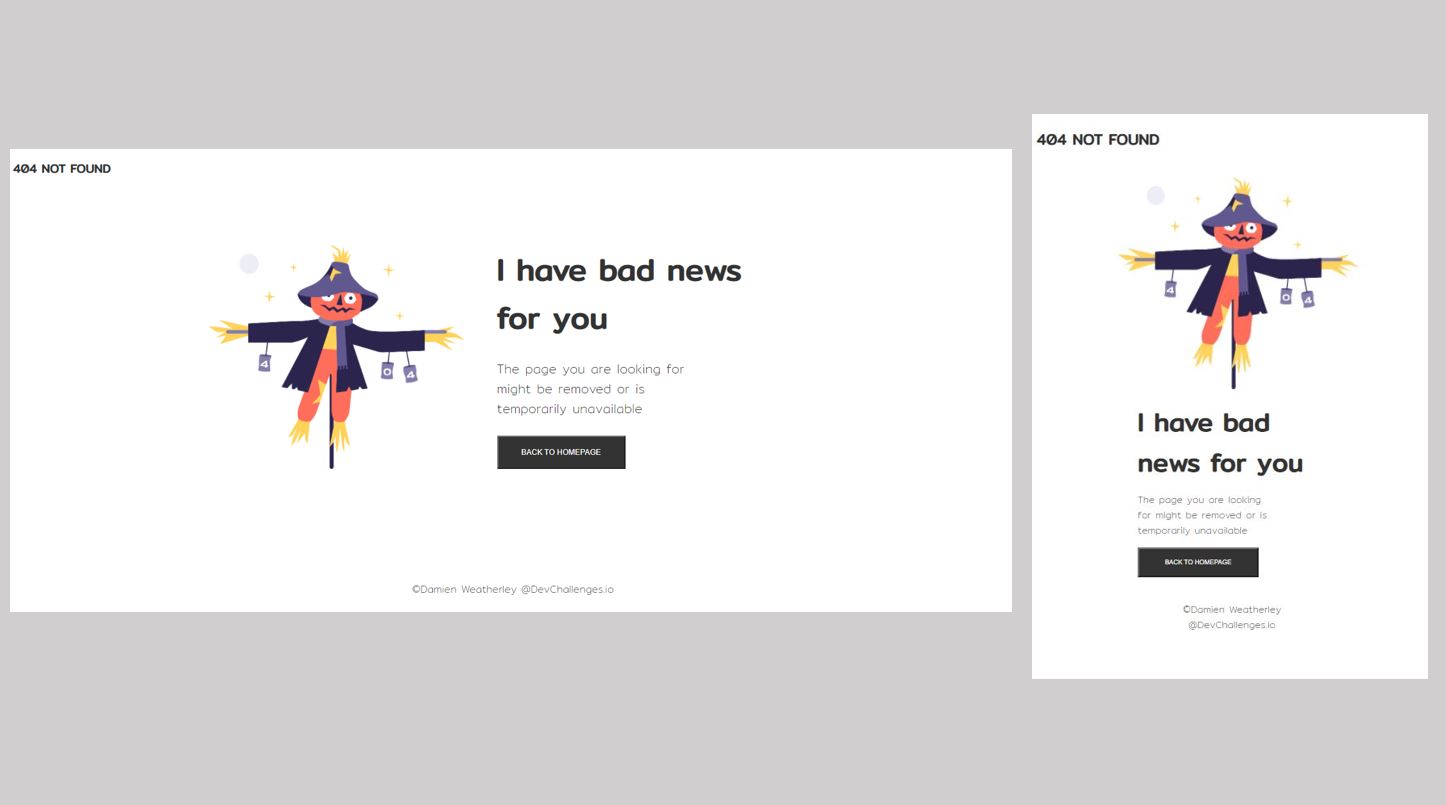 404 NOT FOUND
4
0
4
I have bad news
for you
The page you are looking for
might be removed or is
temporarily unavailable
BACK TO HOMEPAGE
©Damien Weatherley @DevChallenges.io
404 NOT FOUND
4
0
4
I have bad
news for you
The page you are looking
for might be removed or is
temporarily unavailable
BACK TO HOMEPAGE
©Damien Weatherley
@DevChallenges.io